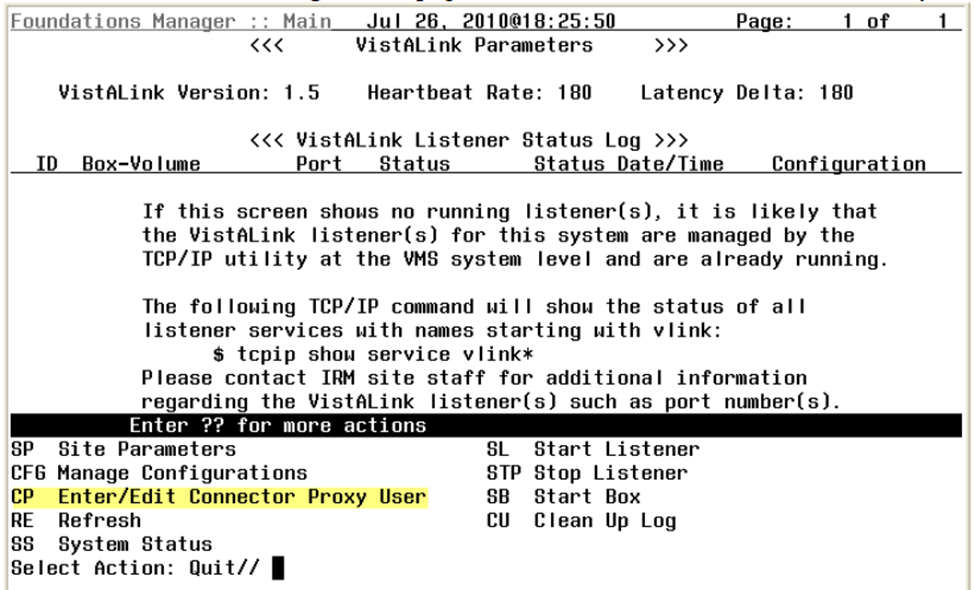 Foundations Manager :: Main   Jul 26, 2010@18:25:50          Page:    1 of    1
<<<      VistALink Parameters     >>>
VistALink Version: 1.5   Heartbeat Rate: 180   Latency Delta: 180
<<< VistALink Listener Status Log >>>
ID  Box-Volume        Port  Status        Status Date/Time    Configuration
If this screen shows no running listener(s), it is likely that
the VistALink listener(s) for this system are managed by the
TCP/IP utility at the VMS system level and are already running.
The following TCP/IP command will show the status of all
listener services with names starting with vlink:
$ tcpip show service vlink*
Please contact IRM site staff for additional information
regarding the VistALink listener(s) such as port number(s).
Enter ?? for more actions
SP  Site Parameters                   SL  Start Listener
CFG Manage Configurations             STP Stop Listener
CP  Enter/Edit Connector Proxy User   SB  Start Box
RE  Refresh                           CU  Clean Up Log
SS  System Status
Select Action: Quit//